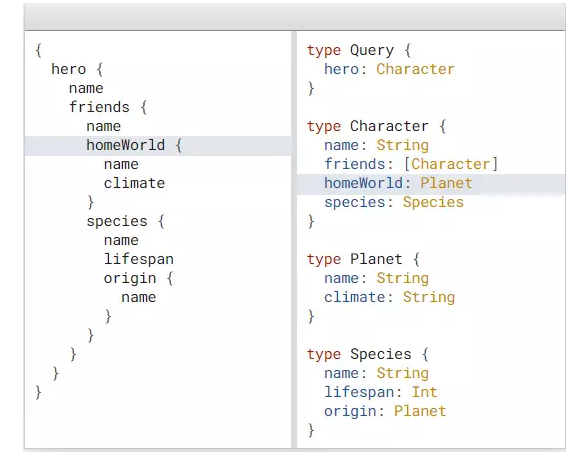 {
  hero {
    name
    friends {
      name
      homeWorld {
        name
        climate
      }
      species {
        name
        lifespan
        origin {
          name
        }
      }
    }
  }
}
type Query {
  hero: Character
}

type Character {
  name: String
  friends: [Character]
  homeWorld: Planet
  species: Species
}

type Planet {
  name: String
  climate: String
}

type Species {
  name: String
  lifespan: Int
  origin: Planet
}